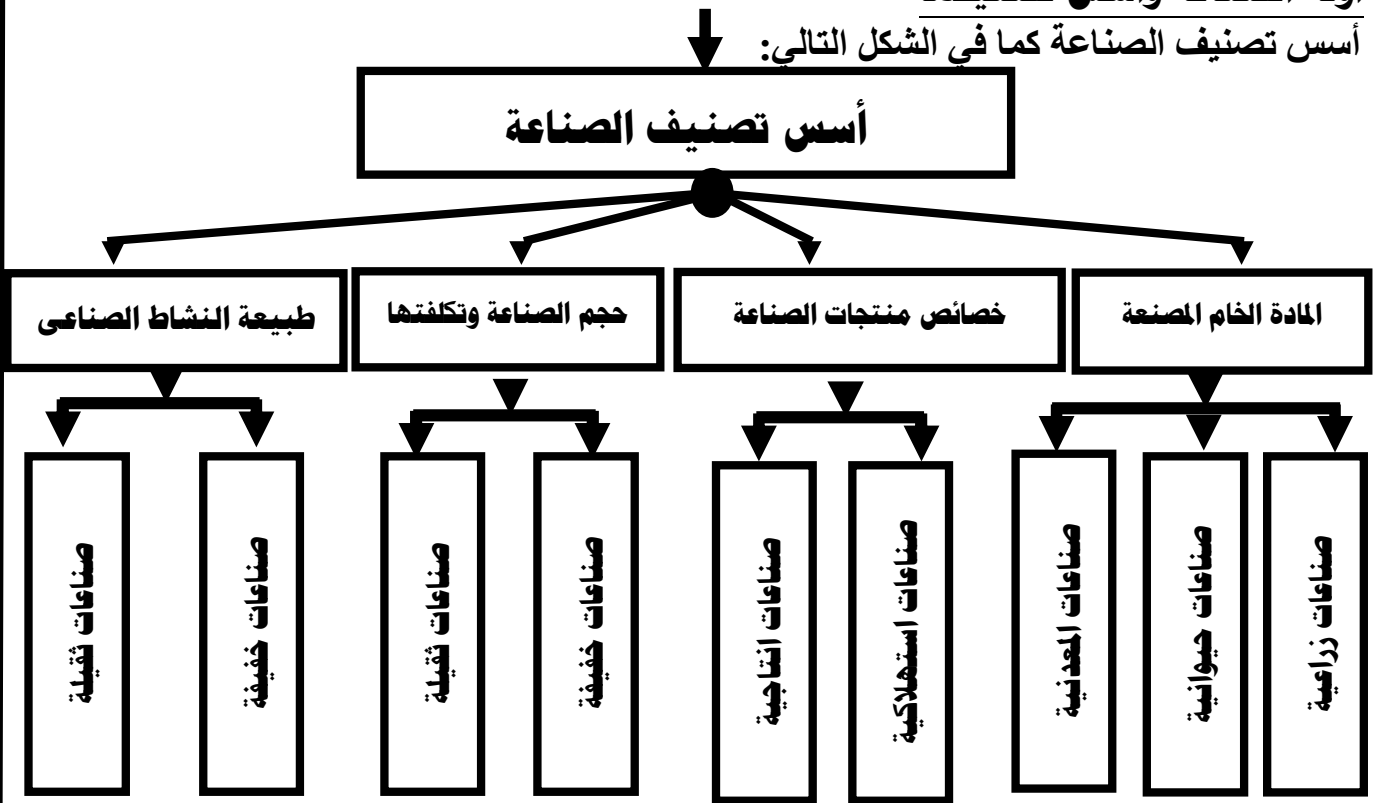 أسس تصنيف الصناعة كما في الشكل التالي:
أسس تصنيف الصناعة
المادة الخام المصنعة
خصائص منتجات الصناعة
حجم الصناعة وتكلفتها
طبيعة النشاط الصناعى
صناعات زراعية
صناعات حيوانية
صناعات المعدنية
صناعات استهلاكية
صناعات انتاجية
صناعات خفيفة
صناعات ثقيلة
صناعات خفيفة
صناعات ثقيلة